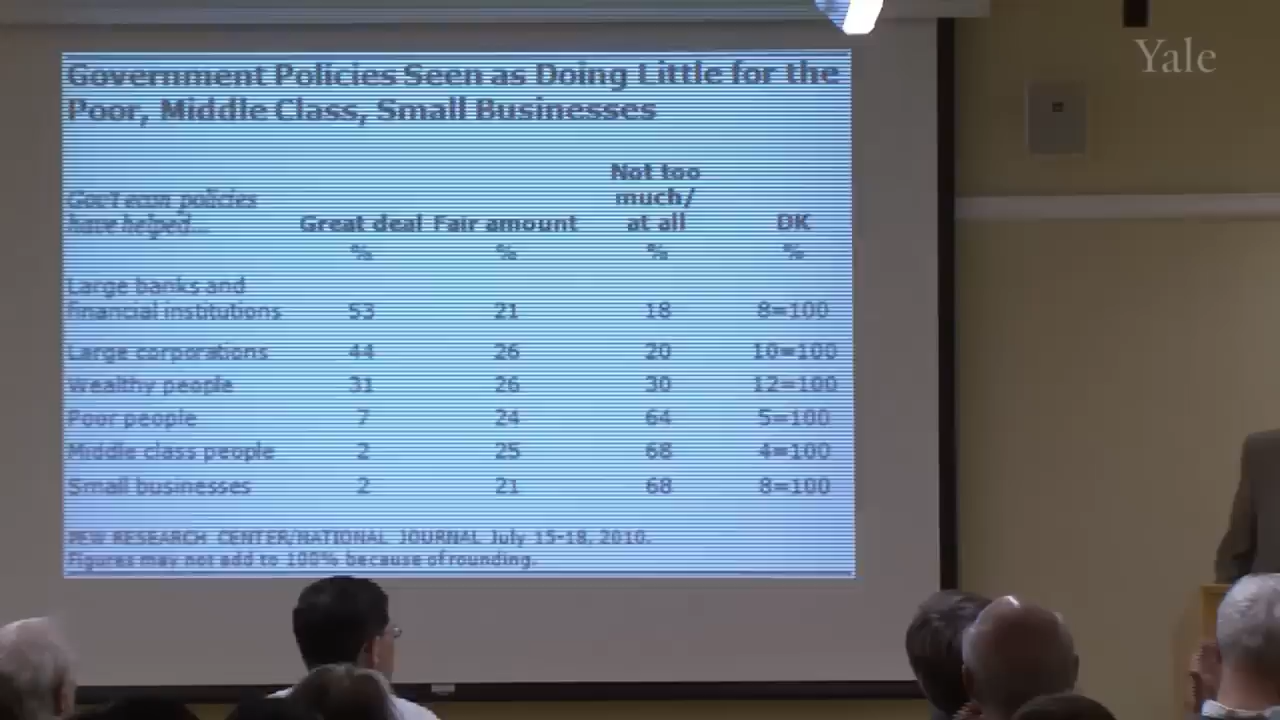 Yale
Government Policies Seen as Doing Little for the
Poor, Middle Class, Small Businesses
Gov't econ policies
have helped...
Great deal
Fair amount
Not too
much/
at all
DK
% % % %
Large banks and
financial institutions 53 21 18 8=100
Large corporations 44 26 20 10=100
Wealthy people 31 26 30 12=100
Poor people 7 24 64 5=100
Middle class people 2 25 68 4=100
Small businesses 2 21 68 8=100
PEW RESEARCH CENTER/NATIONAL JOURNAL July 15-18, 2010.
Figures may not add to 100% because of rounding.